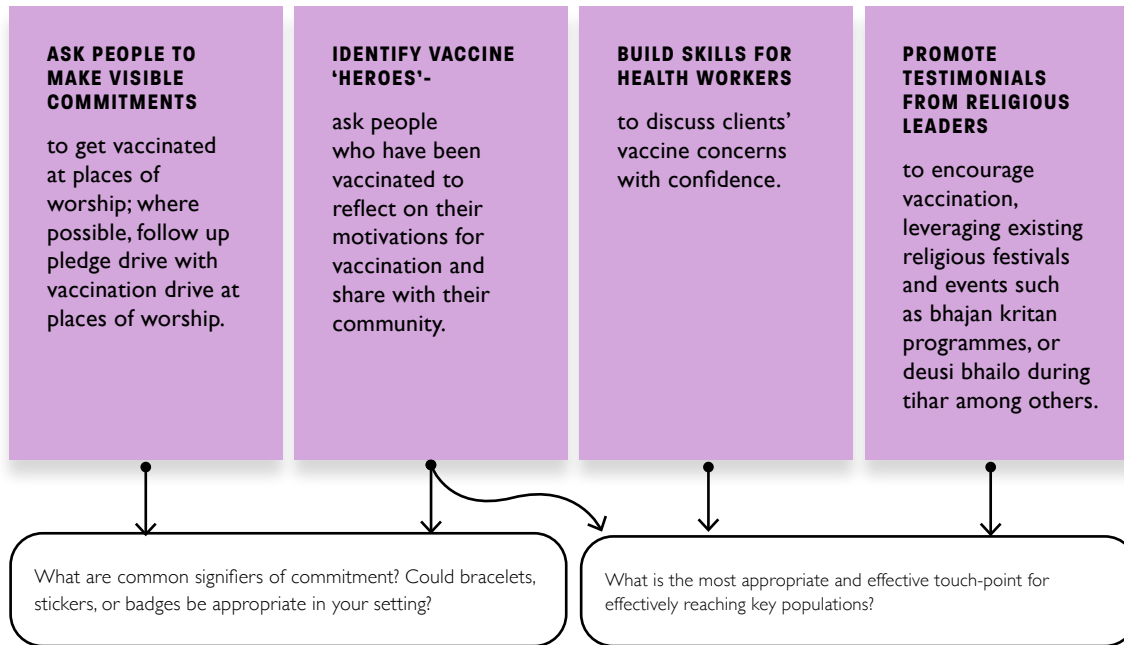 ASK PEOPLE TO
MAKE VISIBLE
COMMITMENTS
to get vaccinated
at places of
worship; where
possible, follow up
pledge drive with
vaccination drive at
places of worship.
IDENTIFY VACCINE
‘HEROES’-
ask people
who have been
vaccinated to
reflect on their
motivations for
vaccination and
share with their
community.
BUILD SKILLS FOR
HEALTH WORKERS
to discuss clients’
vaccine concerns
with confidence.
PROMOTE
TESTIMONIALS
FROM RELIGIOUS
LEADERS
to encourage
vaccination,
leveraging existing
religious festivals
and events such
as bhajan kritan
programmes, or
deusi bhailo during
tihar among others.
What are common signifiers of commitment? Could bracelets,
stickers, or badges be appropriate in your setting?
What is the most appropriate and effective touch-point for
effectively reaching key populations?